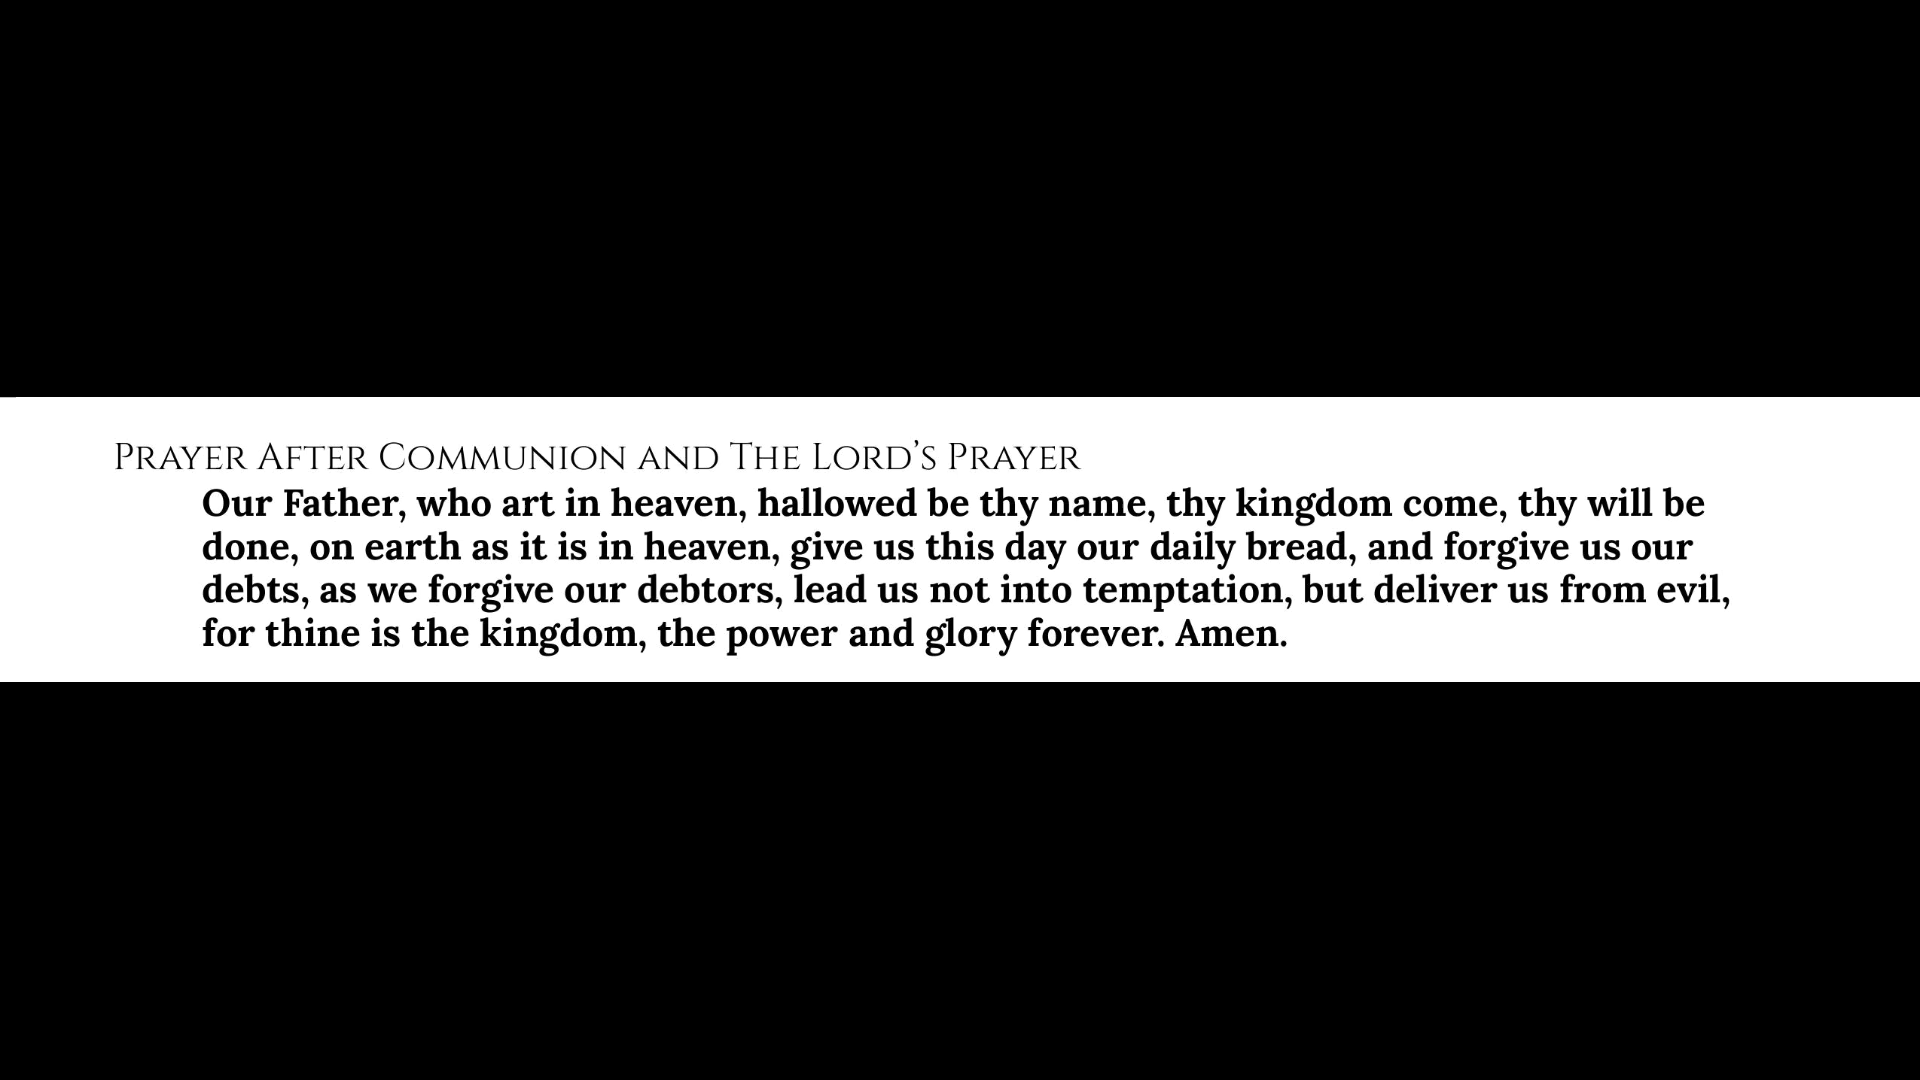 Prayer After Communion and The Lord’s Prayer
Our Father, who art in heaven, hallowed be thy name, thy kingdom come, thy will be
done, on earth as it is in heaven, give us this day our daily bread, and forgive us our
debts, as we forgive our debtors, lead us not into temptation, but deliver us from evil,
for thine is the kingdom, the power and glory forever. Amen.